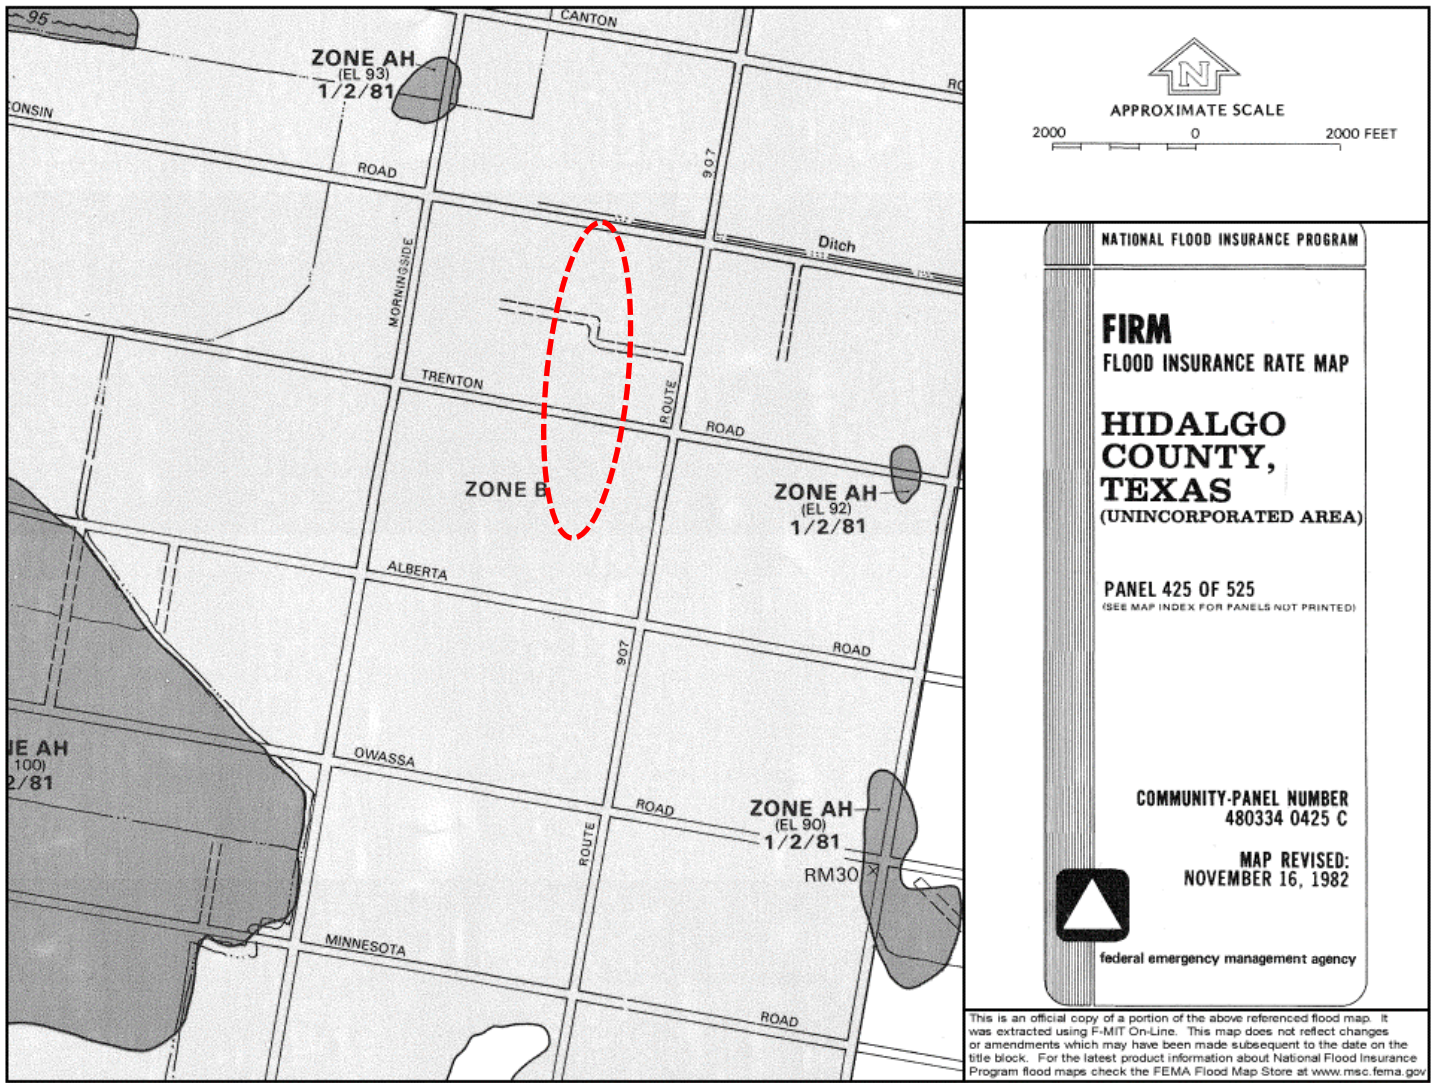 95
CANTON
ZONE AH
(EL 93)
1/2/81
RO
CONSIN
ROAD
907
MORNINGSIDE
Ditch
TRENTON
ROUTE
ROAD
ZONE B
ZONE AH
(EL 92)
1/2/81
ALBERTA
907
ROAD
NE AH
100)
2/81
OWASSA
ROAD
ZONE AH
(EL 90)
1/2/81
ROUTE
RM30
MINNESOTA
ROAD
N
APPROXIMATE SCALE
2000 0 2000 FEET
NATIONAL FLOOD INSURANCE PROGRAM
FIRM
FLOOD INSURANCE RATE MAP
HIDALGO
COUNTY,
TEXAS
(UNINCORPORATED AREA)
PANEL 425 OF 525
(SEE MAP INDEX FOR PANELS NOT PRINTED)
COMMUNITY-PANEL NUMBER
480334 0425 C
MAP REVISED:
NOVEMBER 16, 1982
federal emergency management agency
This is an official copy of a portion of the above referenced flood map. It
was extracted using F-MIT On-Line. This map does not reflect changes
or amendments which may have been made subsequent to the date on the
title block. For the latest product information about National Flood Insurance
Program flood maps check the FEMA Flood Map Store at www.msc.fema.gov